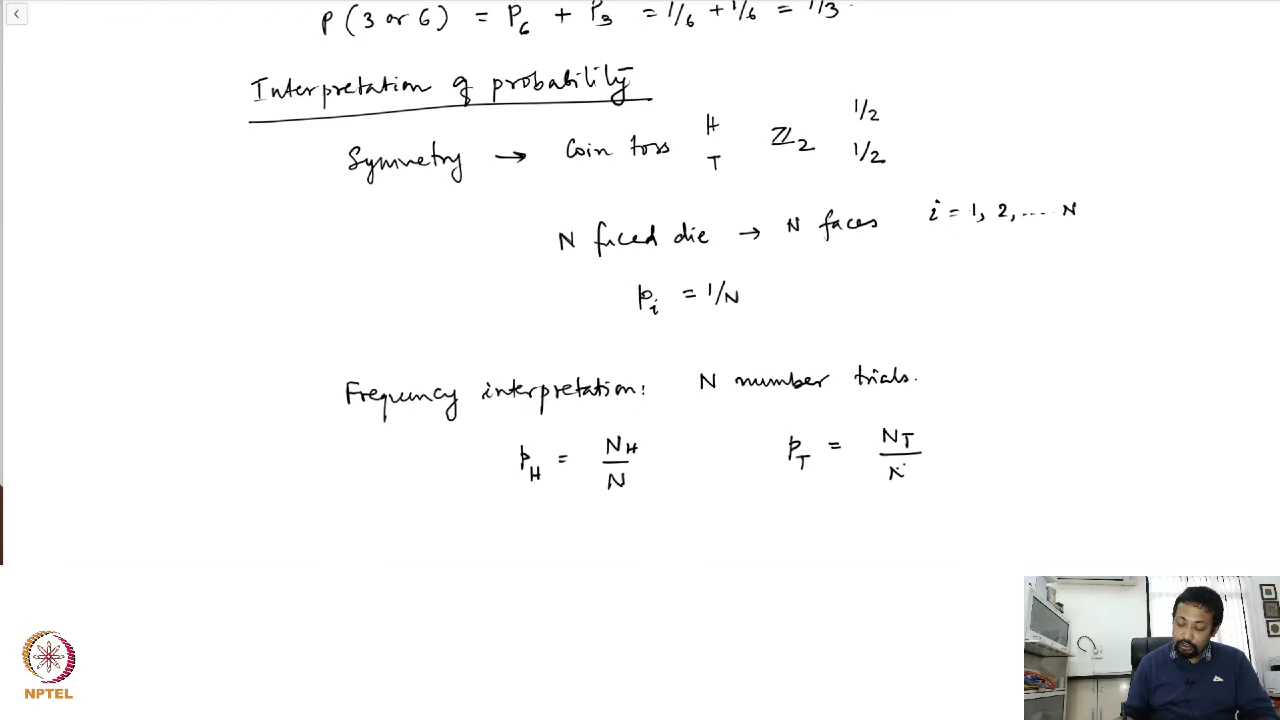 P (3 or 6) = P6 + P3 = 1/6 + 1/6 = 1/3.
Interpretation of probability
Symmetry → Coin toss H T ℤ2 1/2 1/2
N faced die → N faces i = 1, 2, .... N
pi = 1/N
Frequency interpretation: N number trials.
pH = NH/N pT = NT/N
NPTEL